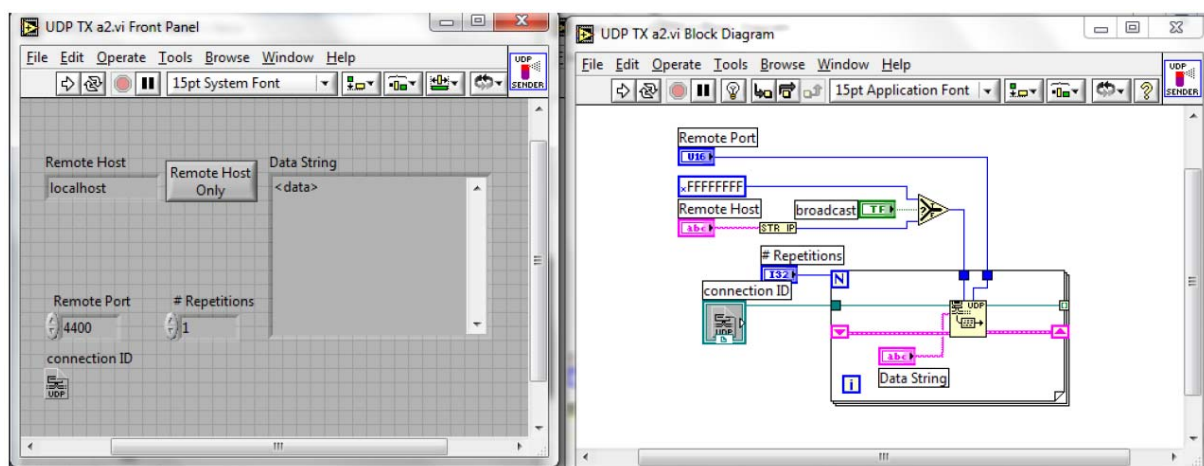 UDP TX a2.vi Front Panel
File Edit Operate Tools Browse Window Help
15pt System Font
UDP
SENDER
Remote Host
localhost
Remote Host
Only
Data String
<data>
Remote Port
4400
# Repetitions
1
connection ID
UDP
UDP TX a2.vi Block Diagram
File Edit Operate Tools Browse Window Help
15pt Application Font
UDP
SENDER
Remote Port
U16
xFFFFFFFF
Remote Host
abc
STR IP
broadcast
TF
?
# Repetitions
I32
N
connection ID
UDP
UDP
abc
Data String
i